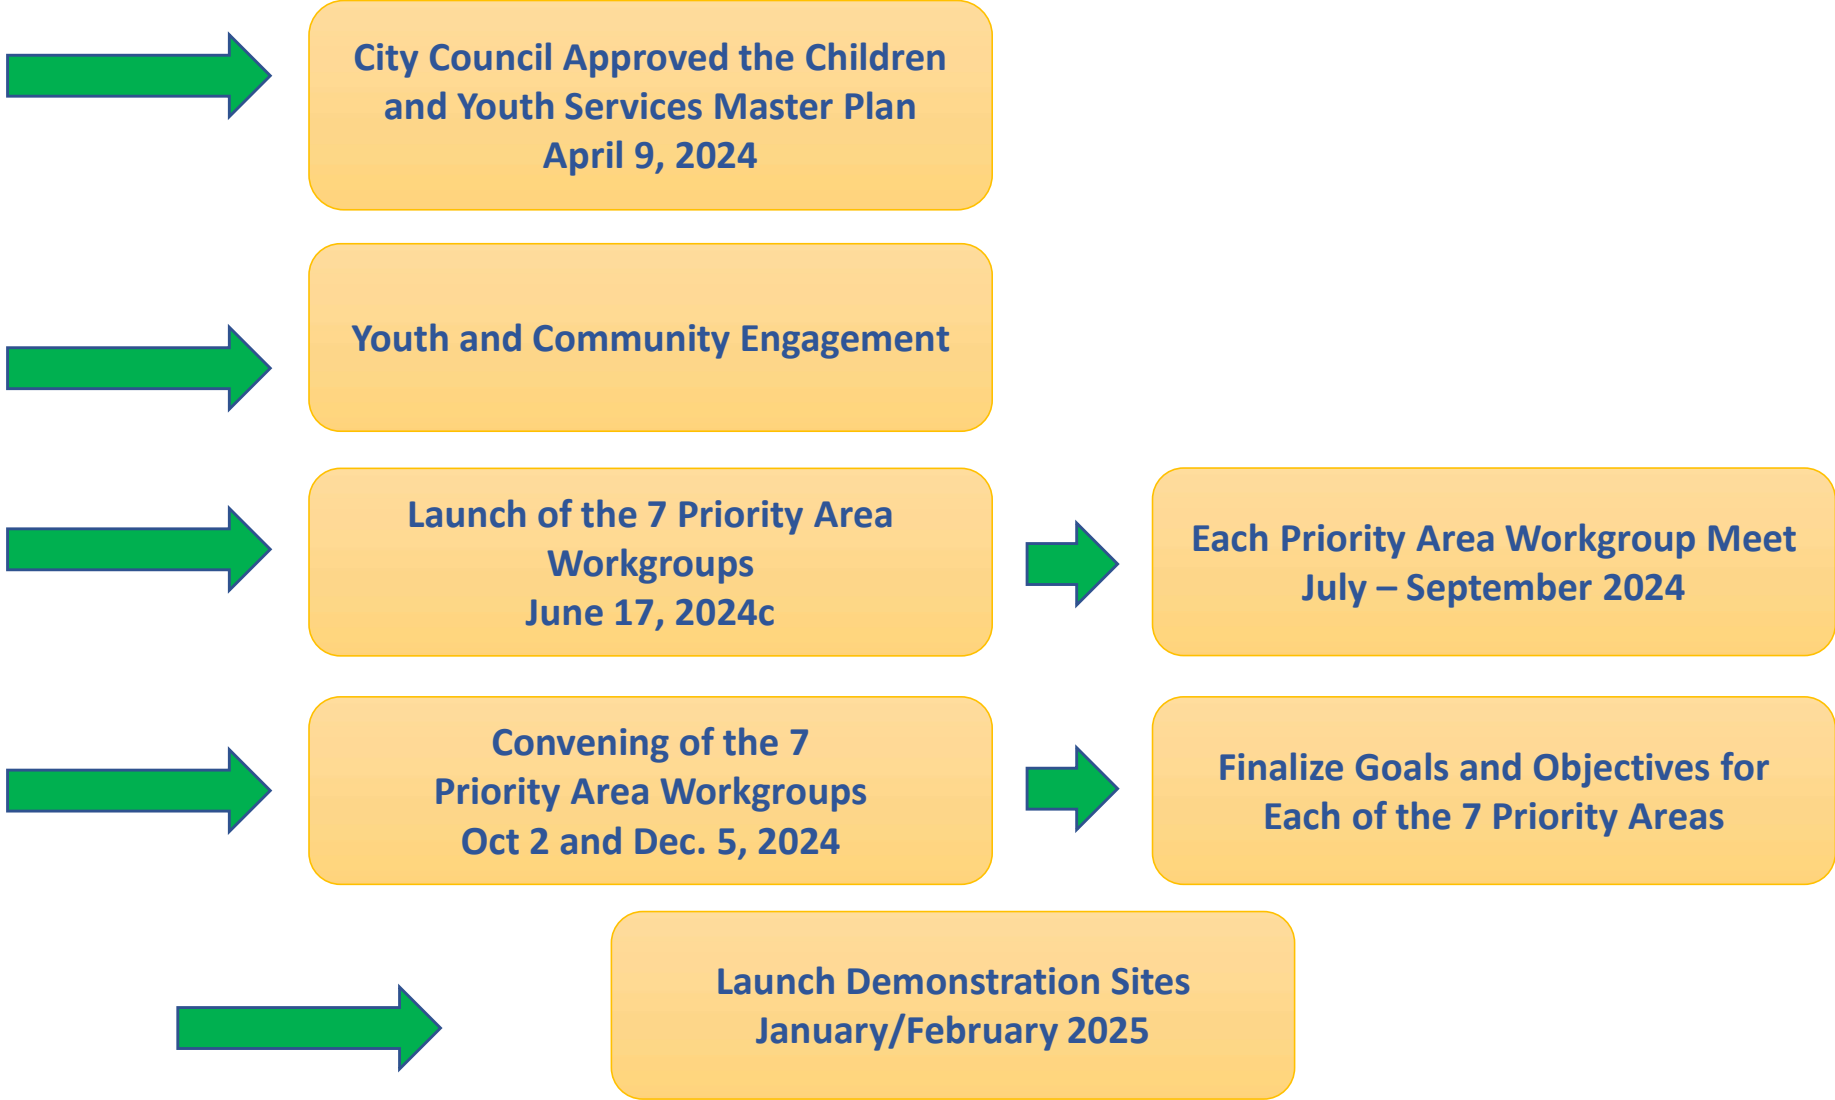 City Council Approved the Children
and Youth Services Master Plan
April 9, 2024
Youth and Community Engagement
Launch of the 7 Priority Area
Workgroups
June 17, 2024c
Each Priority Area Workgroup Meet
July – September 2024
Convening of the 7
Priority Area Workgroups
Oct 2 and Dec. 5, 2024
Finalize Goals and Objectives for
Each of the 7 Priority Areas
Launch Demonstration Sites
January/February 2025